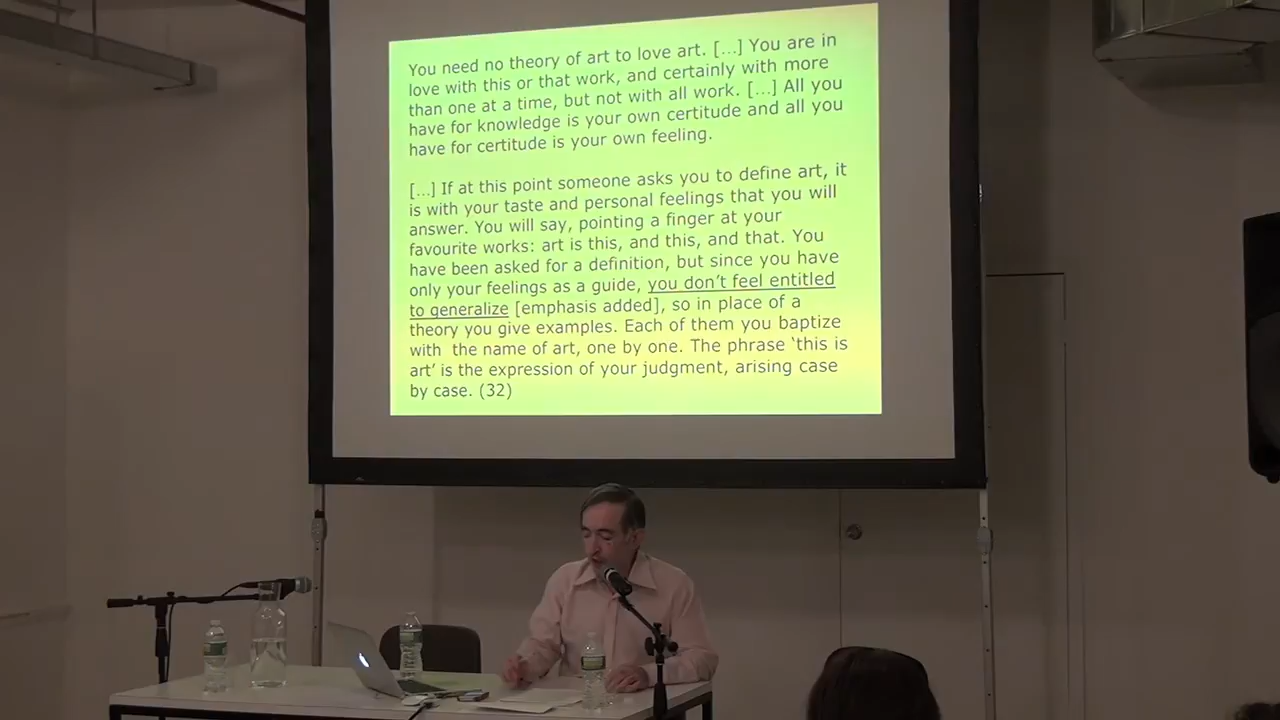 You need no theory of art to love art. […] You are in
love with this or that work, and certainly with more
than one at a time, but not with all work. […] All you
have for knowledge is your own certitude and all you
have for certitude is your own feeling.
[…] If at this point someone asks you to define art, it
is with your taste and personal feelings that you will
answer. You will say, pointing a finger at your
favourite works: art is this, and this, and that. You
have been asked for a definition, but since you have
only your feelings as a guide, you don’t feel entitled
to generalize [emphasis added], so in place of a
theory you give examples. Each of them you baptize
with  the name of art, one by one. The phrase ‘this is
art’ is the expression of your judgment, arising case
by case. (32)